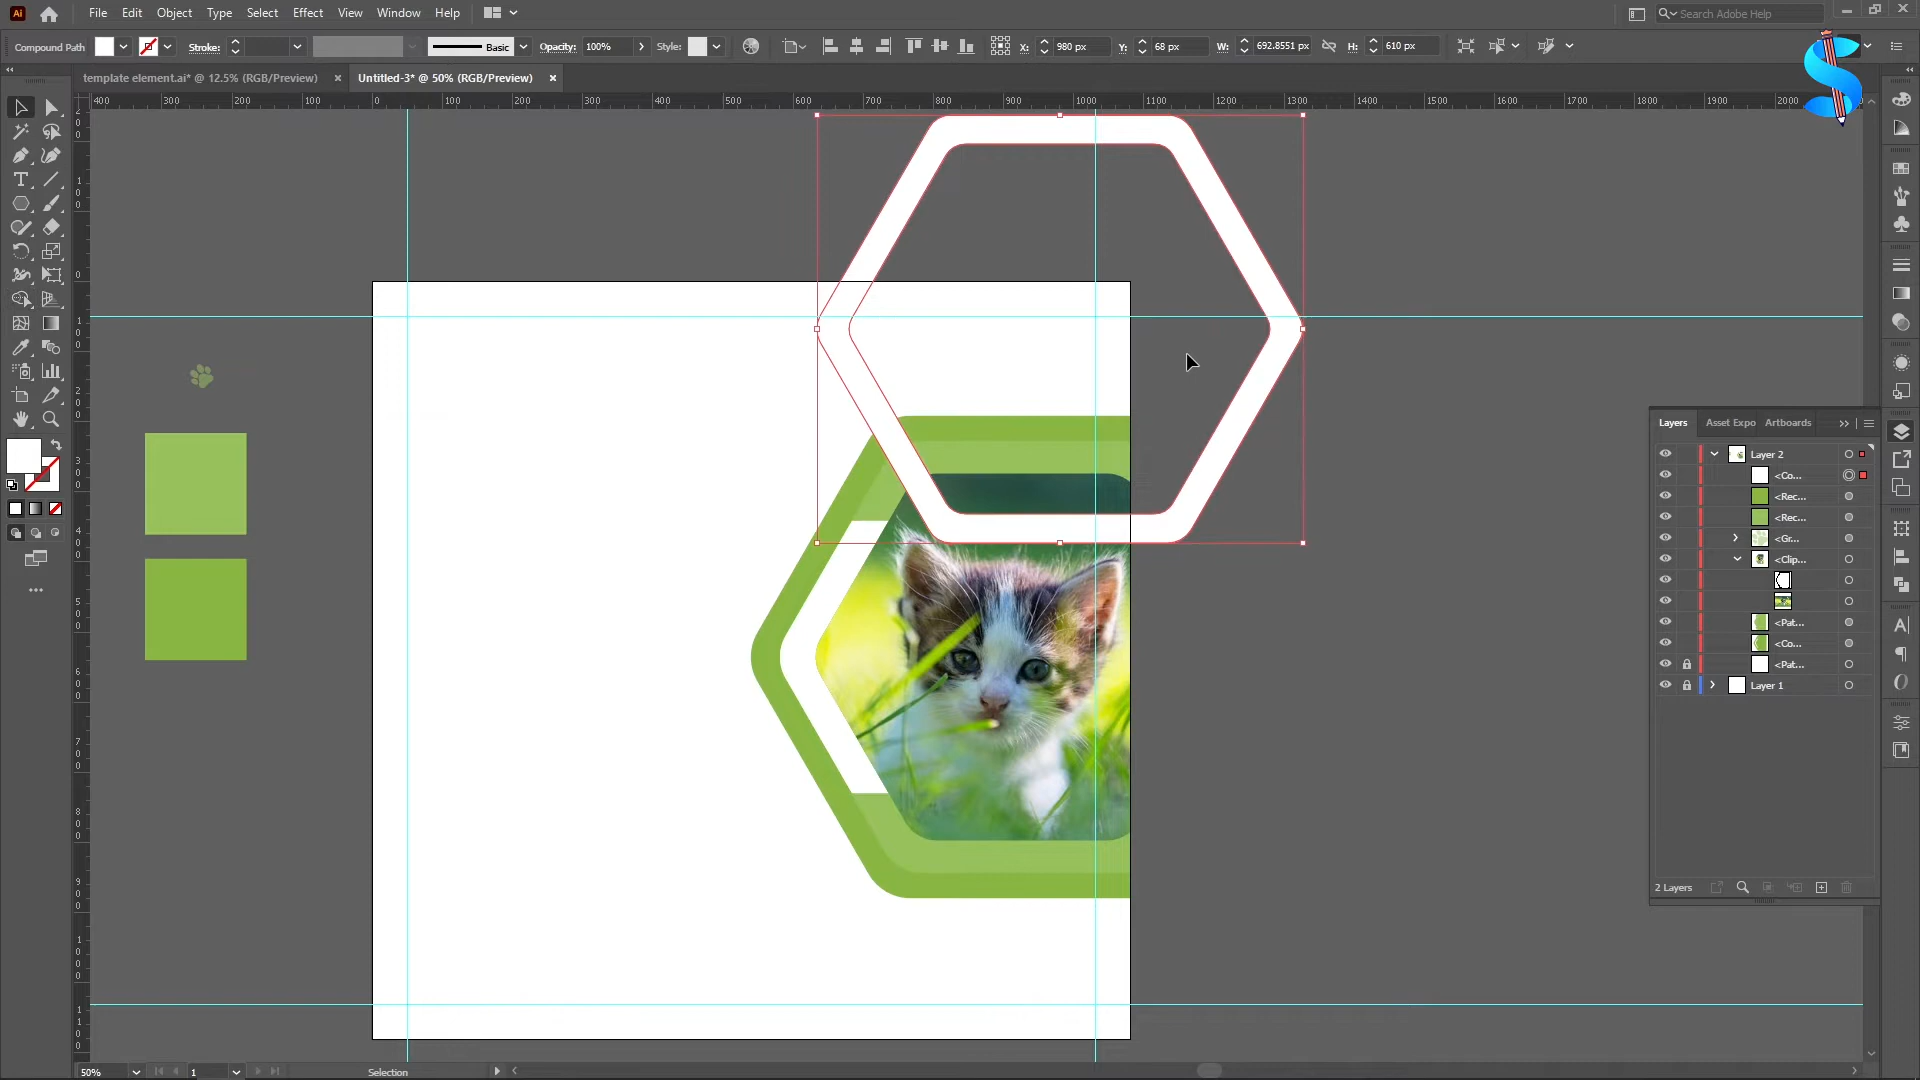 Ai File Edit Object Type Select Effect View Window Help Search Adobe Help
Compound Path Stroke: Basic Opacity: 100% Style: X: 980 px Y: 68 px W: 692.8551 px H: 610 px
template element.ai* @ 12.5% (RGB/Preview) × Untitled-3* @ 50% (RGB/Preview) ×
400 300 200 100 0 100 200 300 400 500 600 700 800 900 1000 1100 1200 1300 1400 1500 1600 1700 1800 1900 2000
Layers Asset Expo Artboards
Layer 2
<Co...
<Rec...
<Rec...
<Gr...
<Clip...
<Pat...
<Co...
<Pat...
Layer 1
2 Layers
50% 1 Selection